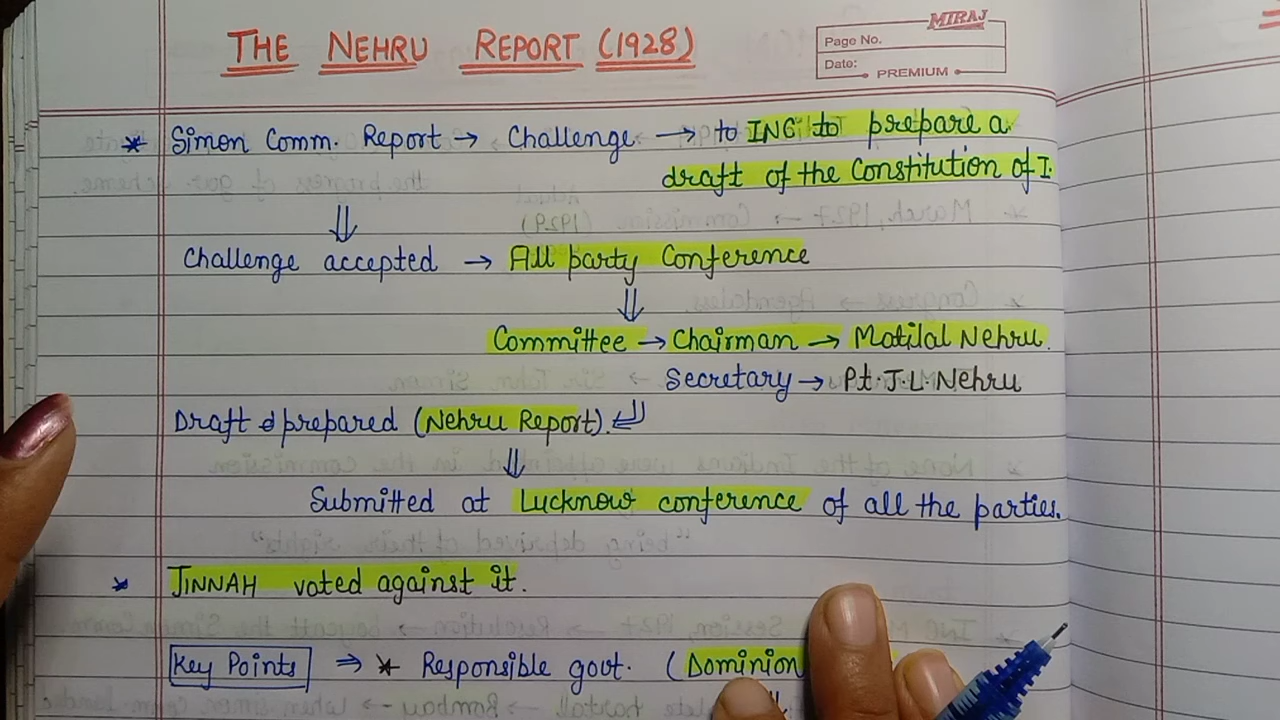 THE NEHRU REPORT (1928)
MIRAJ
Page No.
Date:
PREMIUM
* Simon Comm. Report → Challenge → to INC to prepare a
draft of the Constitution of I.
⇓
Challenge accepted → All party Conference
⇓
Committee → Chairman → Motilal Nehru.
Secretary → Pt. J.L. Nehru
Draft prepared (Nehru Report). ⇐
⇓
Submitted at Lucknow conference of all the parties.
* JINNAH voted against it.
Key Points ⇒ * Responsible govt. (Dominion